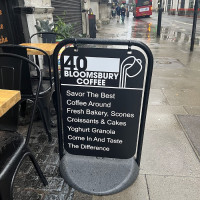 40
BLOOMSBURY
COFFEE
Savor The Best
Coffee Around
Fresh Bakery, Scones
Croissants & Cakes
Yoghurt Granola
Come In And Taste
The Difference